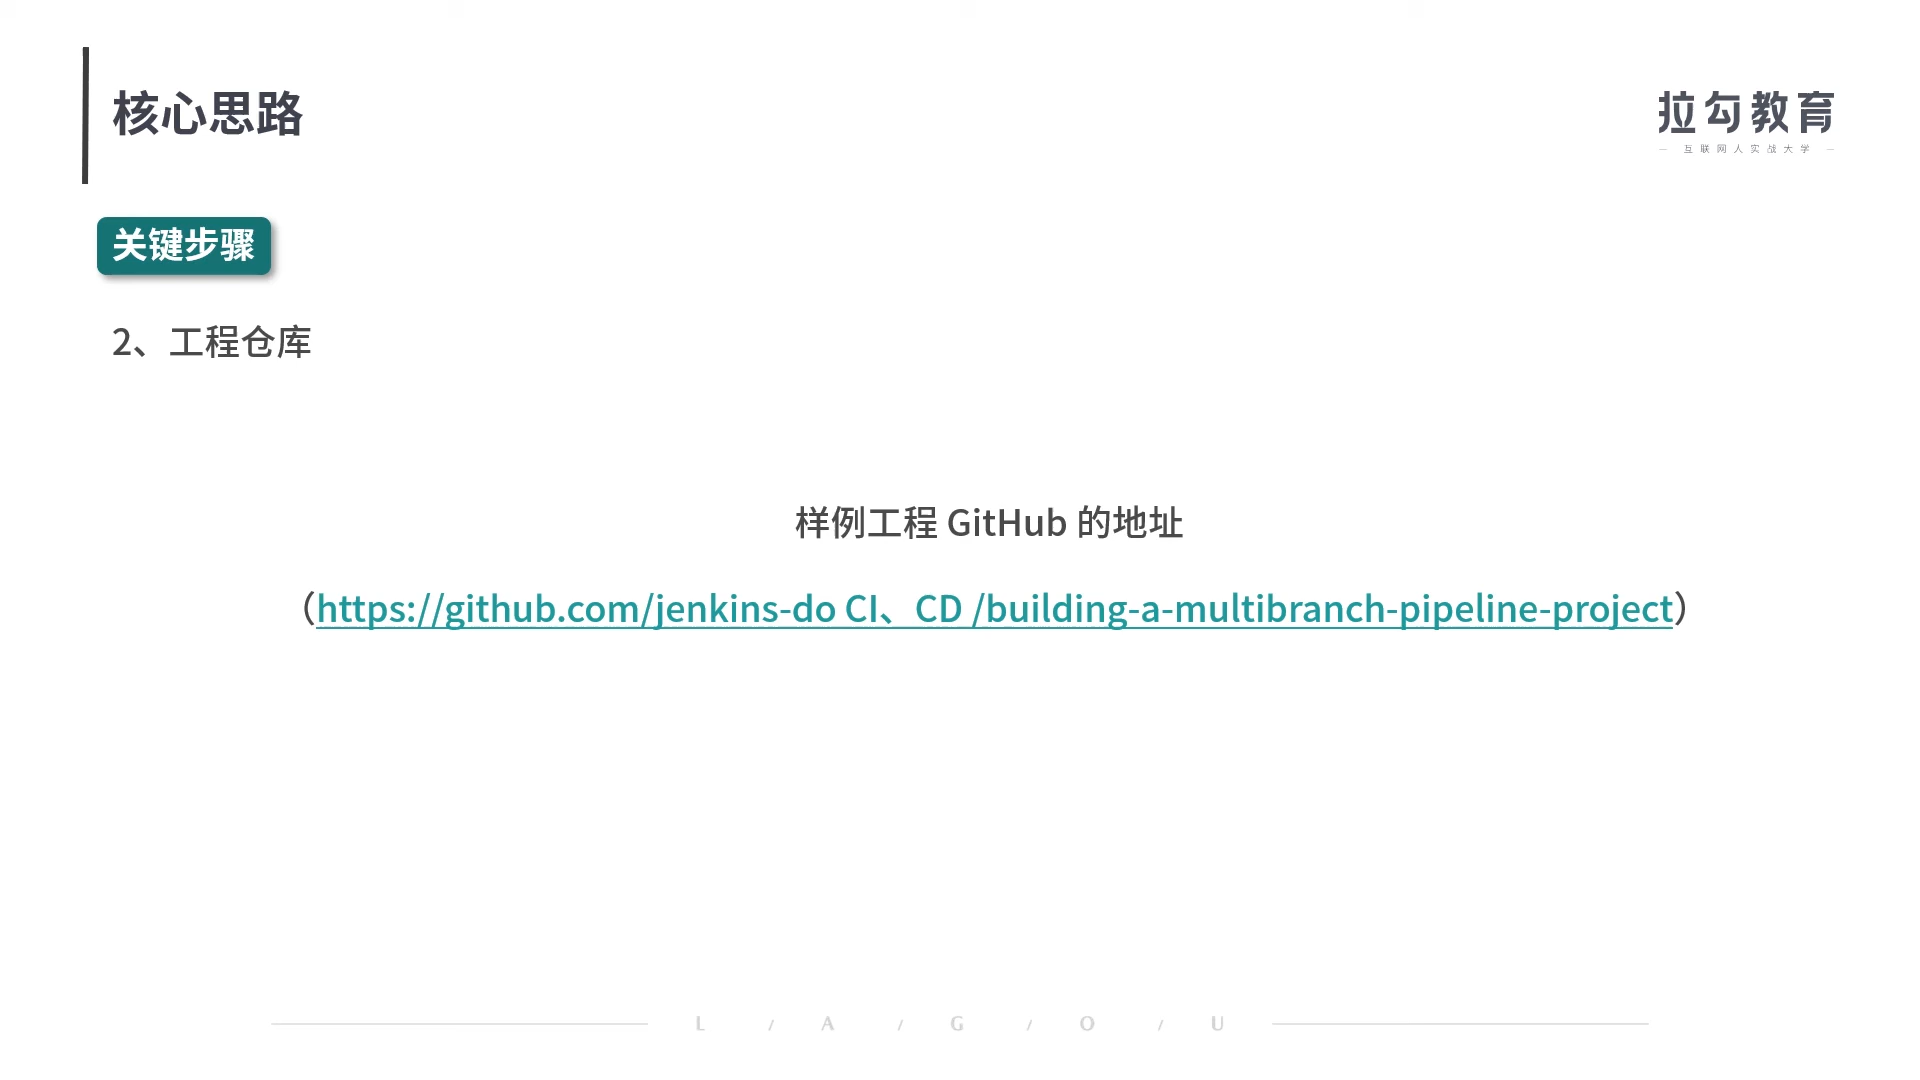 核心思路
拉勾教育
— 互联网人实战大学 —
关键步骤
2、工程仓库
样例工程 GitHub 的地址
（https://github.com/jenkins-do CI、CD /building-a-multibranch-pipeline-project）
L / A / G / O / U